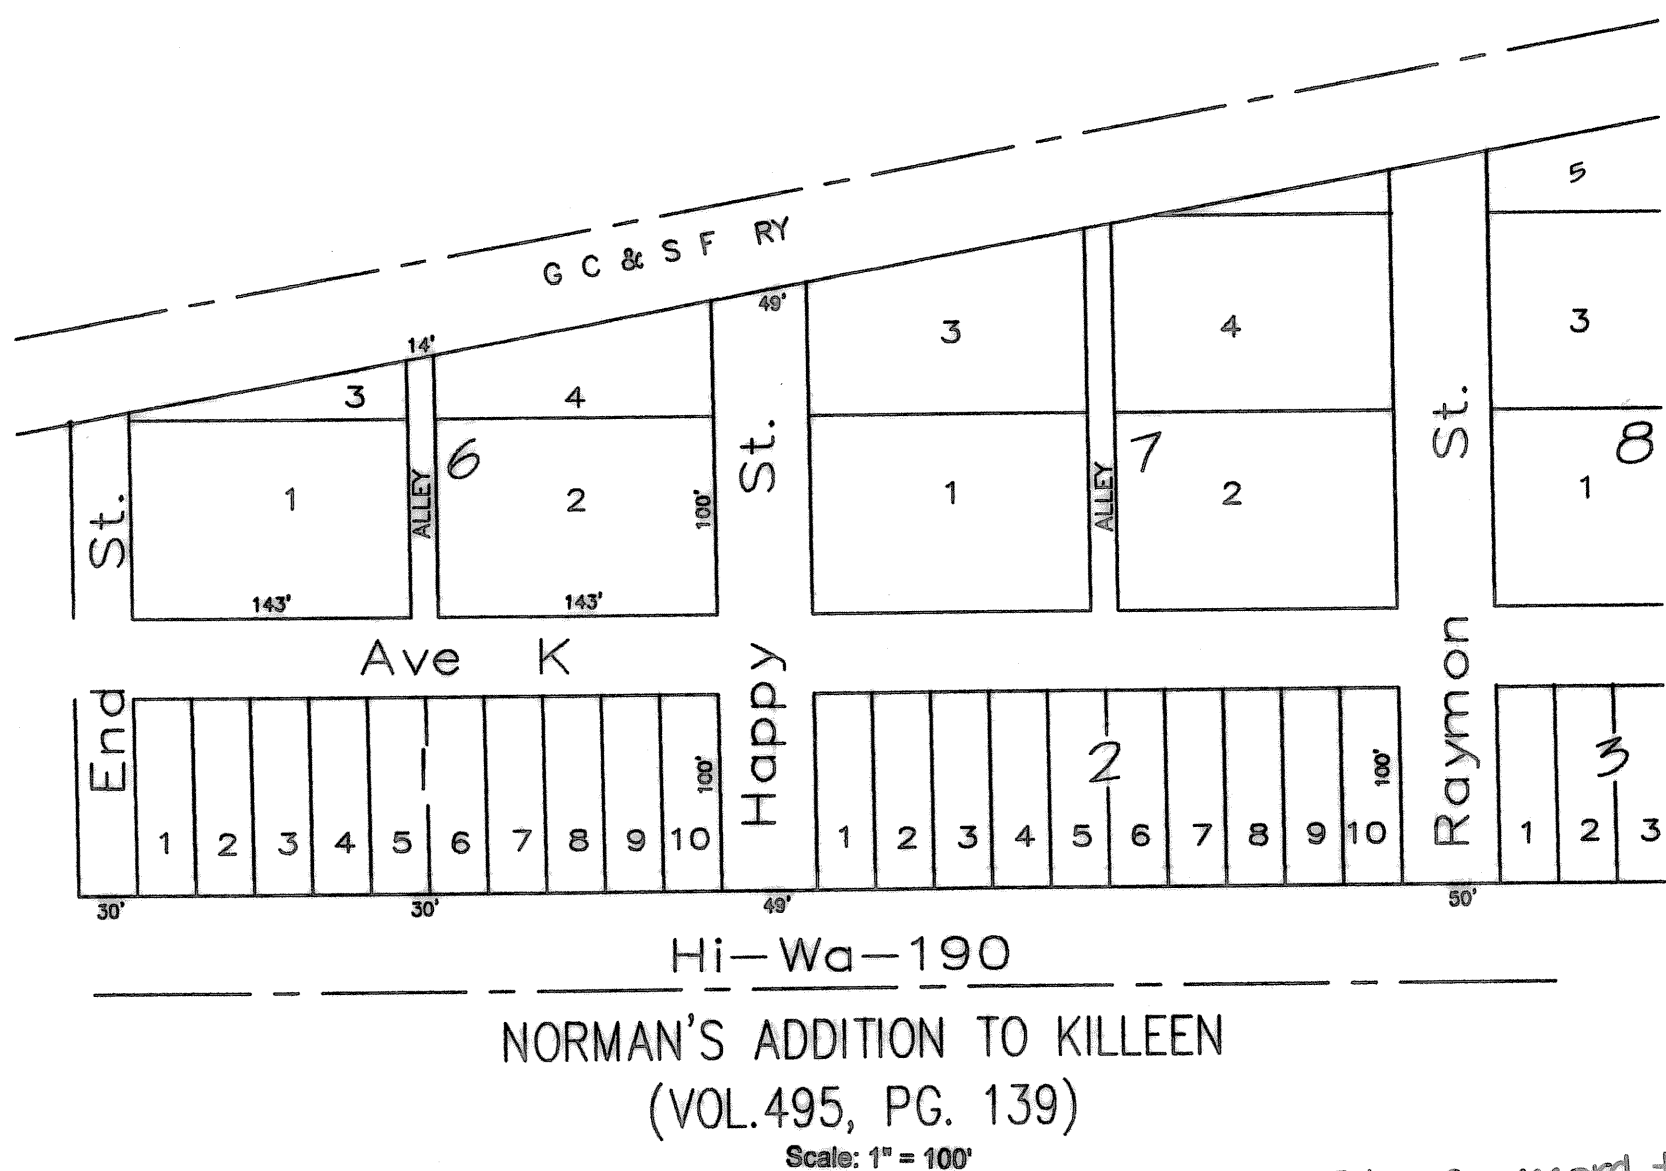 G C & S F RY
5
49'
3
4
3
14'
3
4
St.
St.
6
7
8
St.
1
ALLEY
2
100'
1
ALLEY
2
1
143'
143'
Ave K
End
Happy
Raymon
100'
2
100'
3
1 2 3 4 5 6 7 8 9 10
1 2 3 4 5 6 7 8 9 10
1 2 3
30'
30'
49'
50'
Hi-Wa-190
NORMAN'S ADDITION TO KILLEEN
(VOL.495, PG. 139)
Scale: 1" = 100'